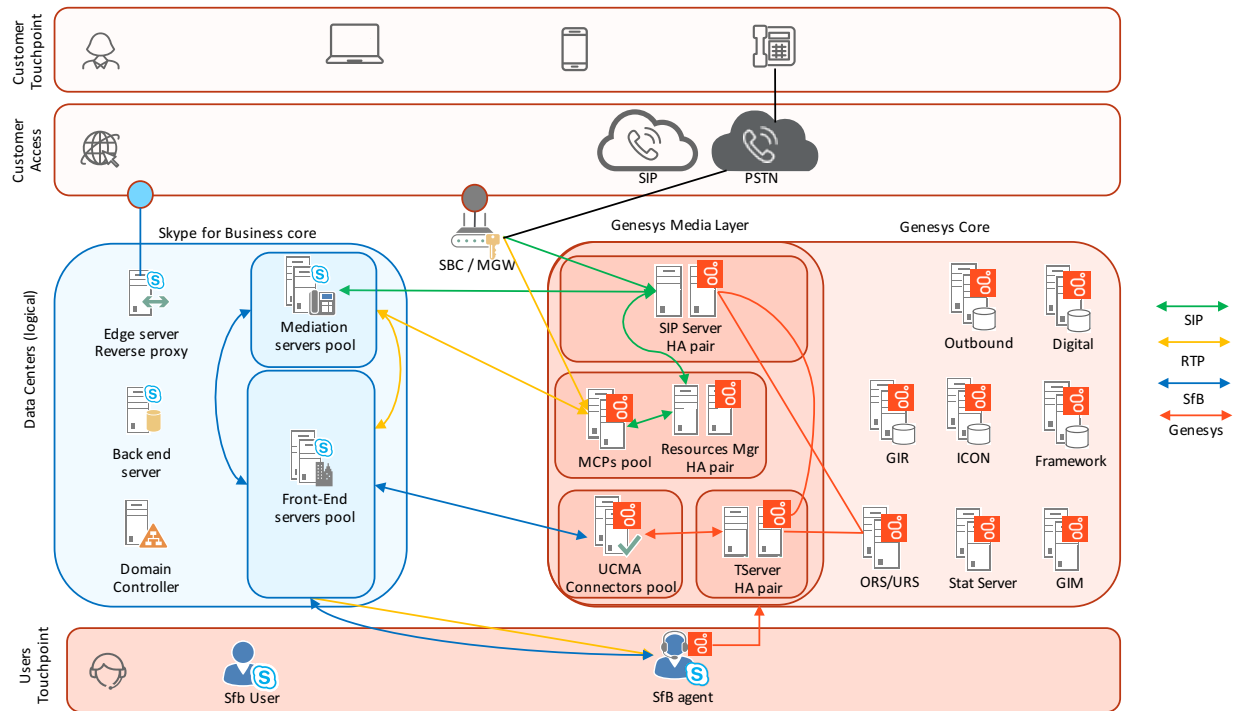 Customer
Touchpoint
Customer
Access
SIP
PSTN
Skype for Business core
SBC / MGW
Genesys Media Layer
Genesys Core
Data Centers (logical)
Edge server
Reverse proxy
Mediation
servers pool
SIP Server
HA pair
Outbound
Digital
SIP
RTP
SfB
Genesys
Back end
server
Front-End
servers pool
MCPs pool
Resources Mgr
HA pair
GIR
ICON
Framework
Domain
Controller
UCMA
Connectors pool
TServer
HA pair
ORS/URS
Stat Server
GIM
Users
Touchpoint
Sfb User
SfB agent